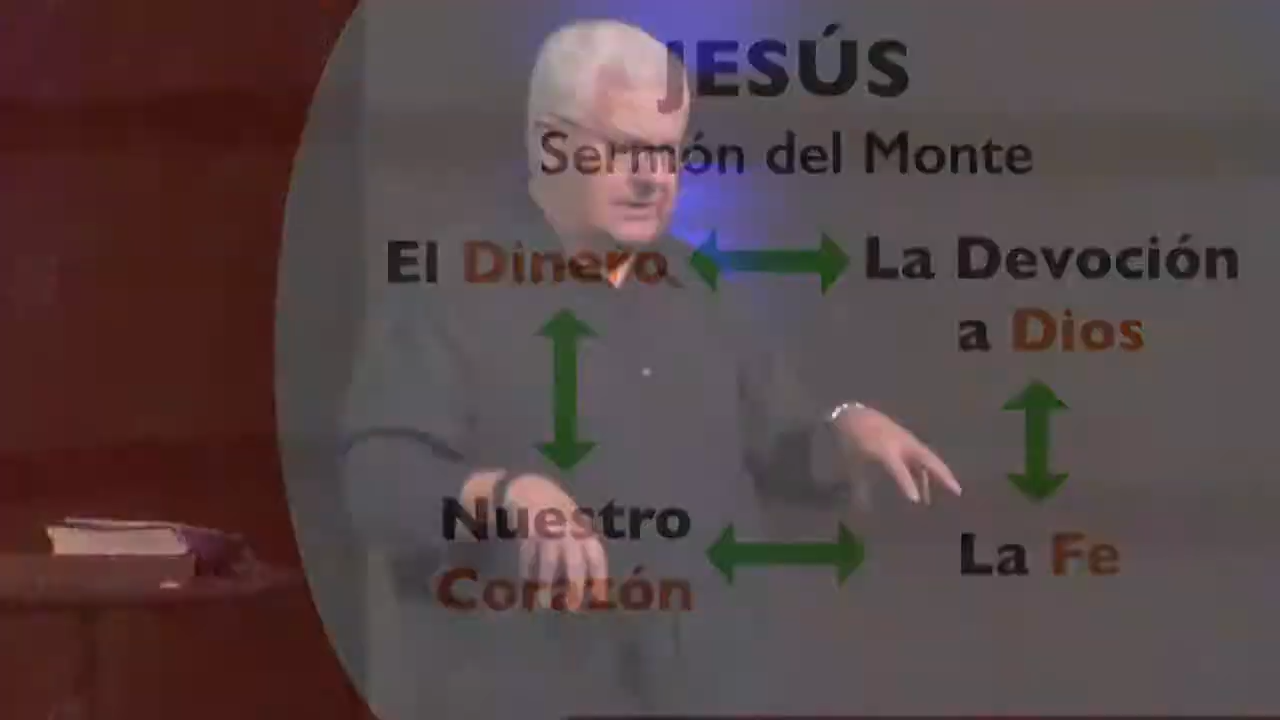 JESÚS
Sermón del Monte
El Dinero
La Devoción
a Dios
Nuestro
Corazón
La Fe